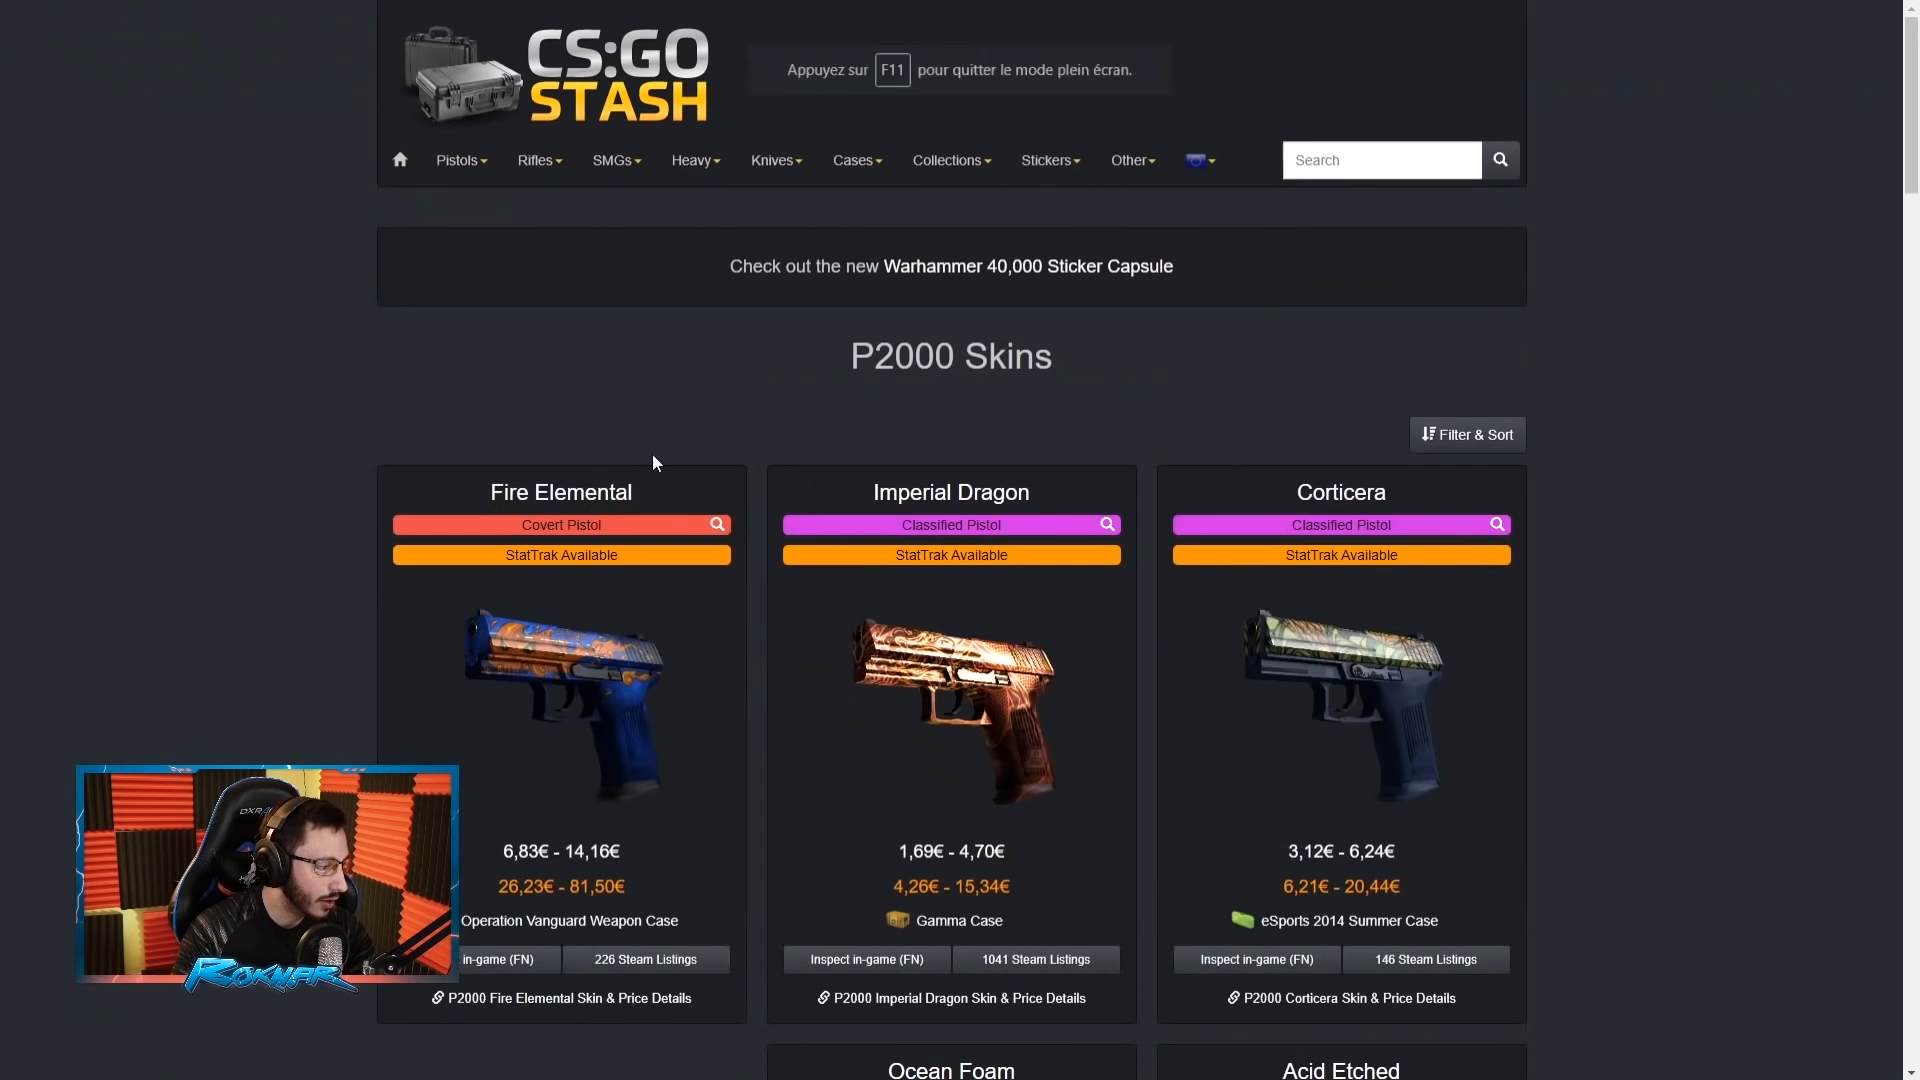 CS:GO
STASH
Appuyez sur F11 pour quitter le mode plein écran.
Pistols Rifles SMGs Heavy Knives Cases Collections Stickers Other Search
Check out the new Warhammer 40,000 Sticker Capsule
P2000 Skins
Filter & Sort
Fire Elemental
Covert Pistol
StatTrak Available
6,83€ - 14,16€
26,23€ - 81,50€
Operation Vanguard Weapon Case
in-game (FN) 226 Steam Listings
P2000 Fire Elemental Skin & Price Details
Imperial Dragon
Classified Pistol
StatTrak Available
1,69€ - 4,70€
4,26€ - 15,34€
Gamma Case
Inspect in-game (FN) 1041 Steam Listings
P2000 Imperial Dragon Skin & Price Details
Corticera
Classified Pistol
StatTrak Available
3,12€ - 6,24€
6,21€ - 20,44€
eSports 2014 Summer Case
Inspect in-game (FN) 146 Steam Listings
P2000 Corticera Skin & Price Details
Ocean Foam
Acid Etched
ROKNAR